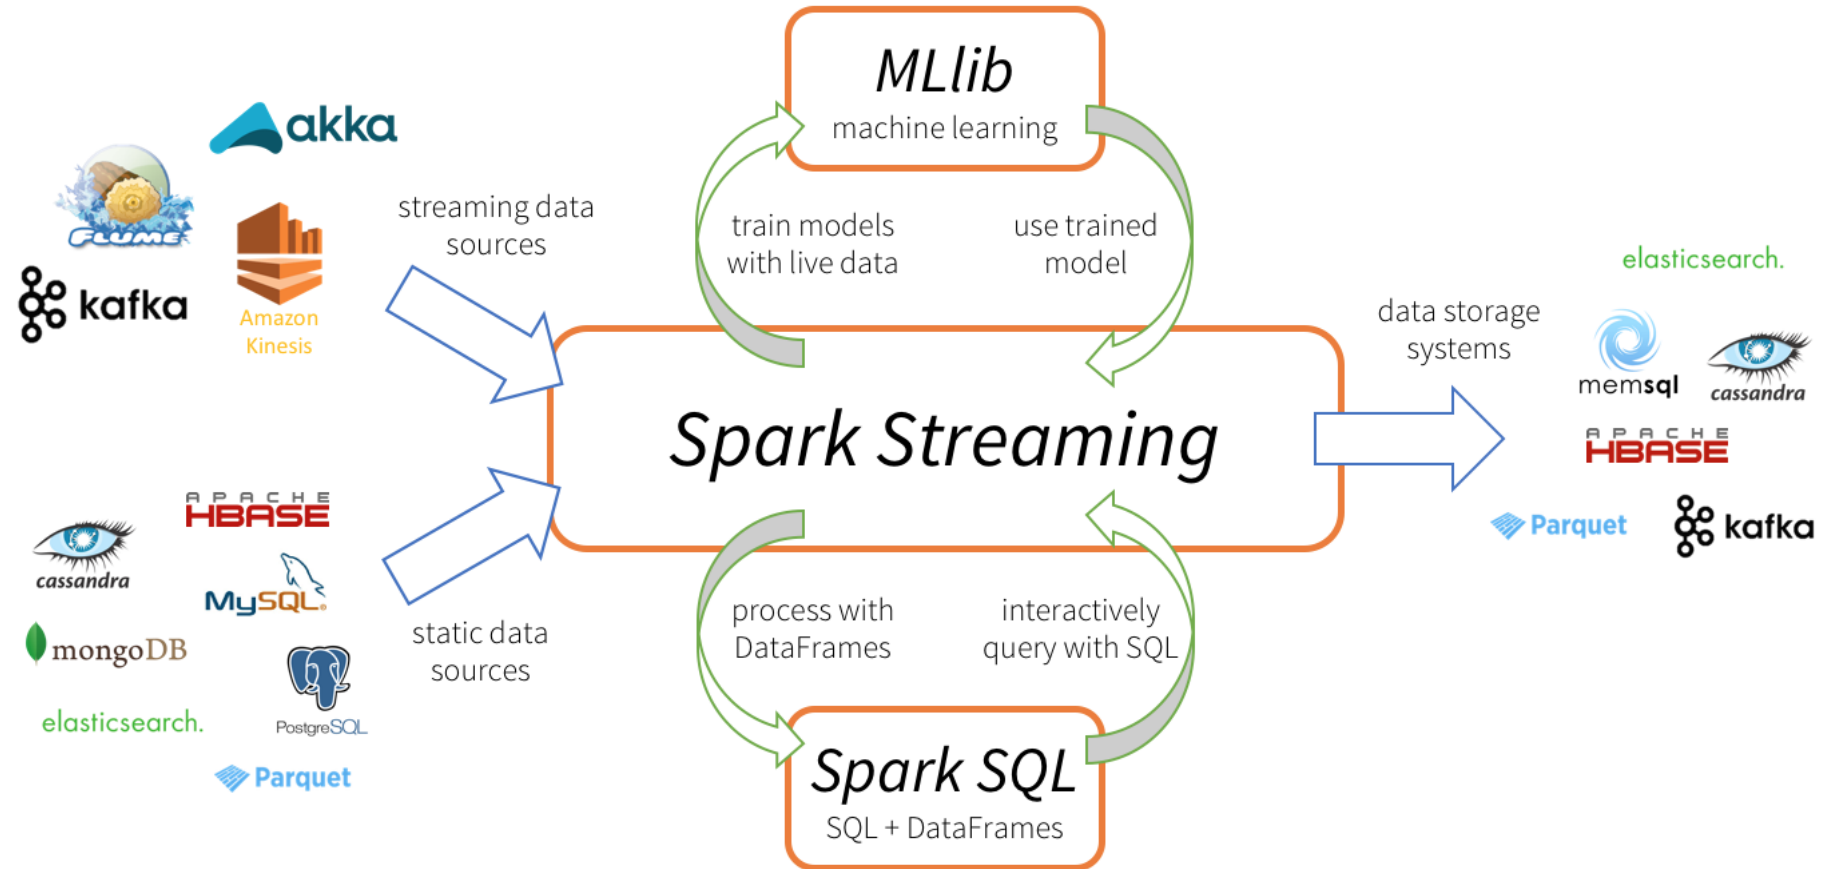 akka
FLUME
kafka
Amazon
Kinesis
streaming data
sources
APACHE
HBASE
cassandra
MySQL®
mongoDB
static data
sources
elasticsearch.
PostgreSQL
Parquet
MLlib
machine learning
train models
with live data
use trained
model
Spark Streaming
process with
DataFrames
interactively
query with SQL
Spark SQL
SQL + DataFrames
data storage
systems
elasticsearch.
memsql
cassandra
APACHE
HBASE
Parquet
kafka